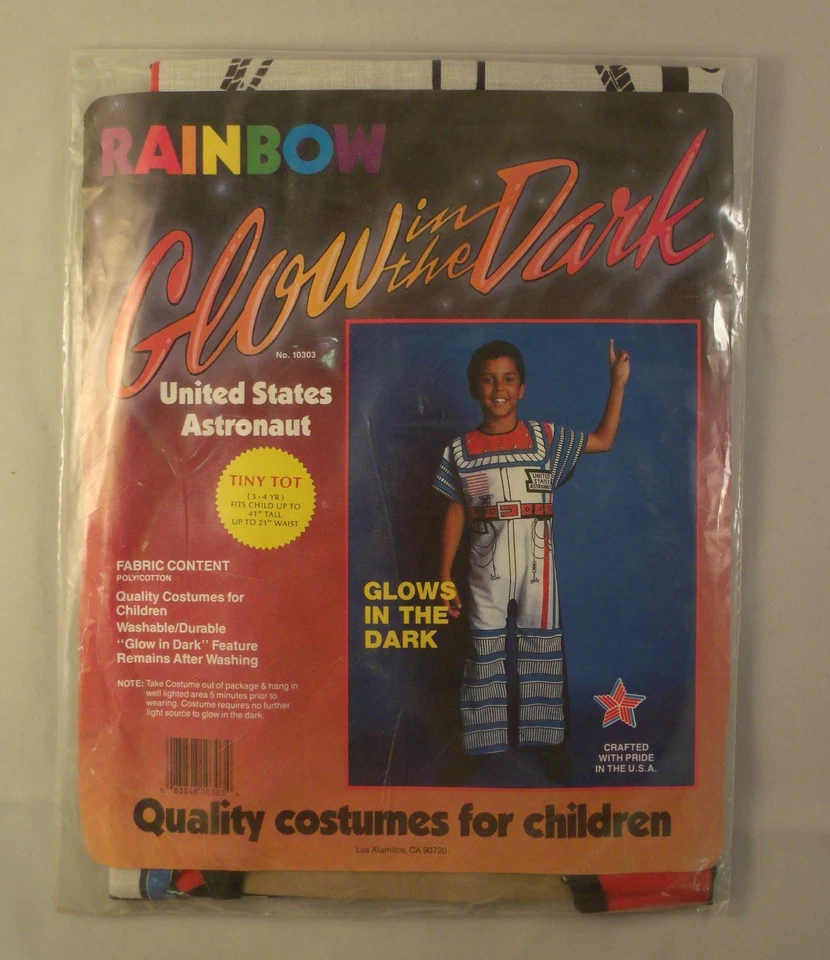 RAINBOW
Glow in the Dark
No. 10303
United States
Astronaut
TINY TOT
(3-4 YR)
FITS CHILD UP TO
41" TALL
UP TO 21" WAIST
FABRIC CONTENT
POLY/COTTON
Quality Costumes for
Children
Washable/Durable
"Glow in Dark" Feature
Remains After Washing
NOTE: Take Costume out of package & hang in
well lighted area 5 minutes prior to
wearing. Costume requires no further
light source to glow in the dark.
UNITED
STATES
ASTRONAUT
GLOWS
IN THE
DARK
CRAFTED
WITH PRIDE
IN THE U.S.A.
Quality costumes for children
Los Alamitos, CA 90720